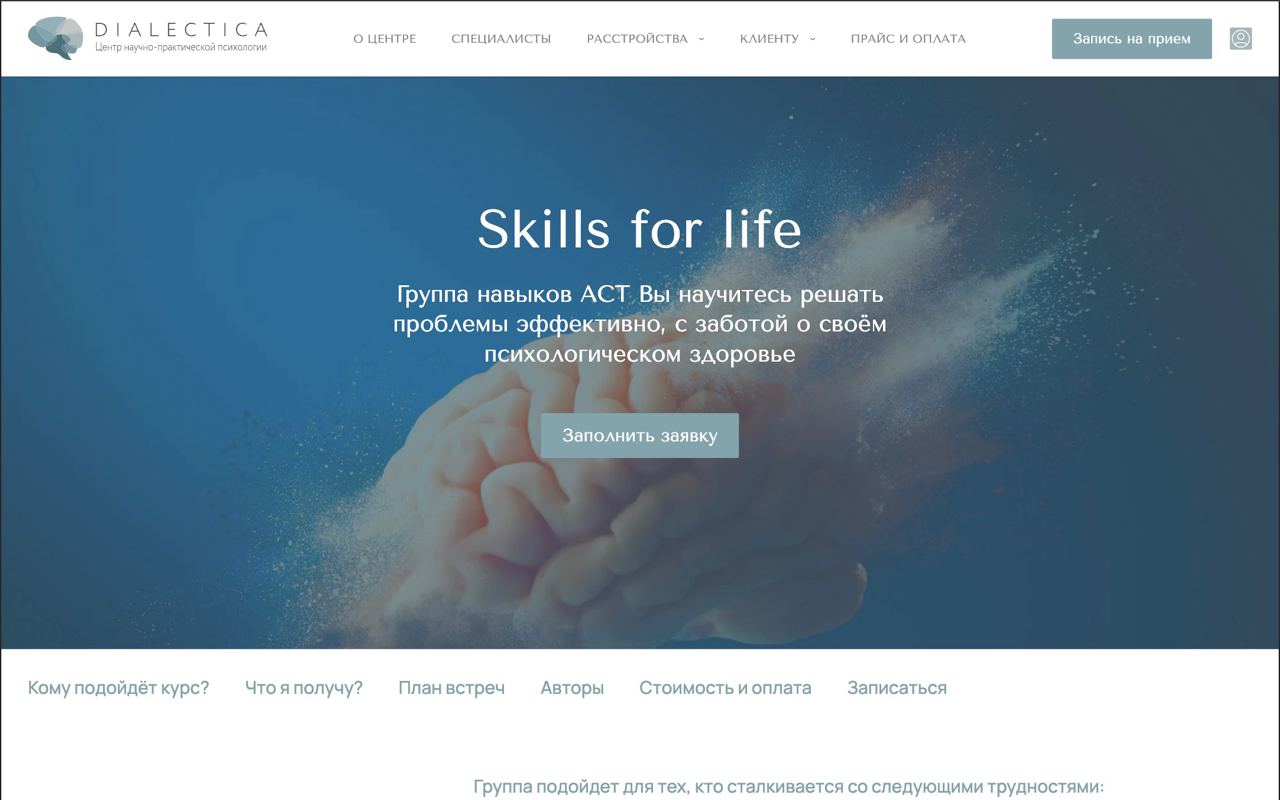 DIALECTICA
Центр научно-практической психологии
О ЦЕНТРЕ
СПЕЦИАЛИСТЫ
РАССТРОЙСТВА
КЛИЕНТУ
ПРАЙС И ОПЛАТА
Запись на прием
Skills for life
Группа навыков АСТ Вы научитесь решать
проблемы эффективно, с заботой о своём
психологическом здоровье
Заполнить заявку
Кому подойдёт курс?
Что я получу?
План встреч
Авторы
Стоимость и оплата
Записаться
Группа подойдет для тех, кто сталкивается со следующими трудностями: